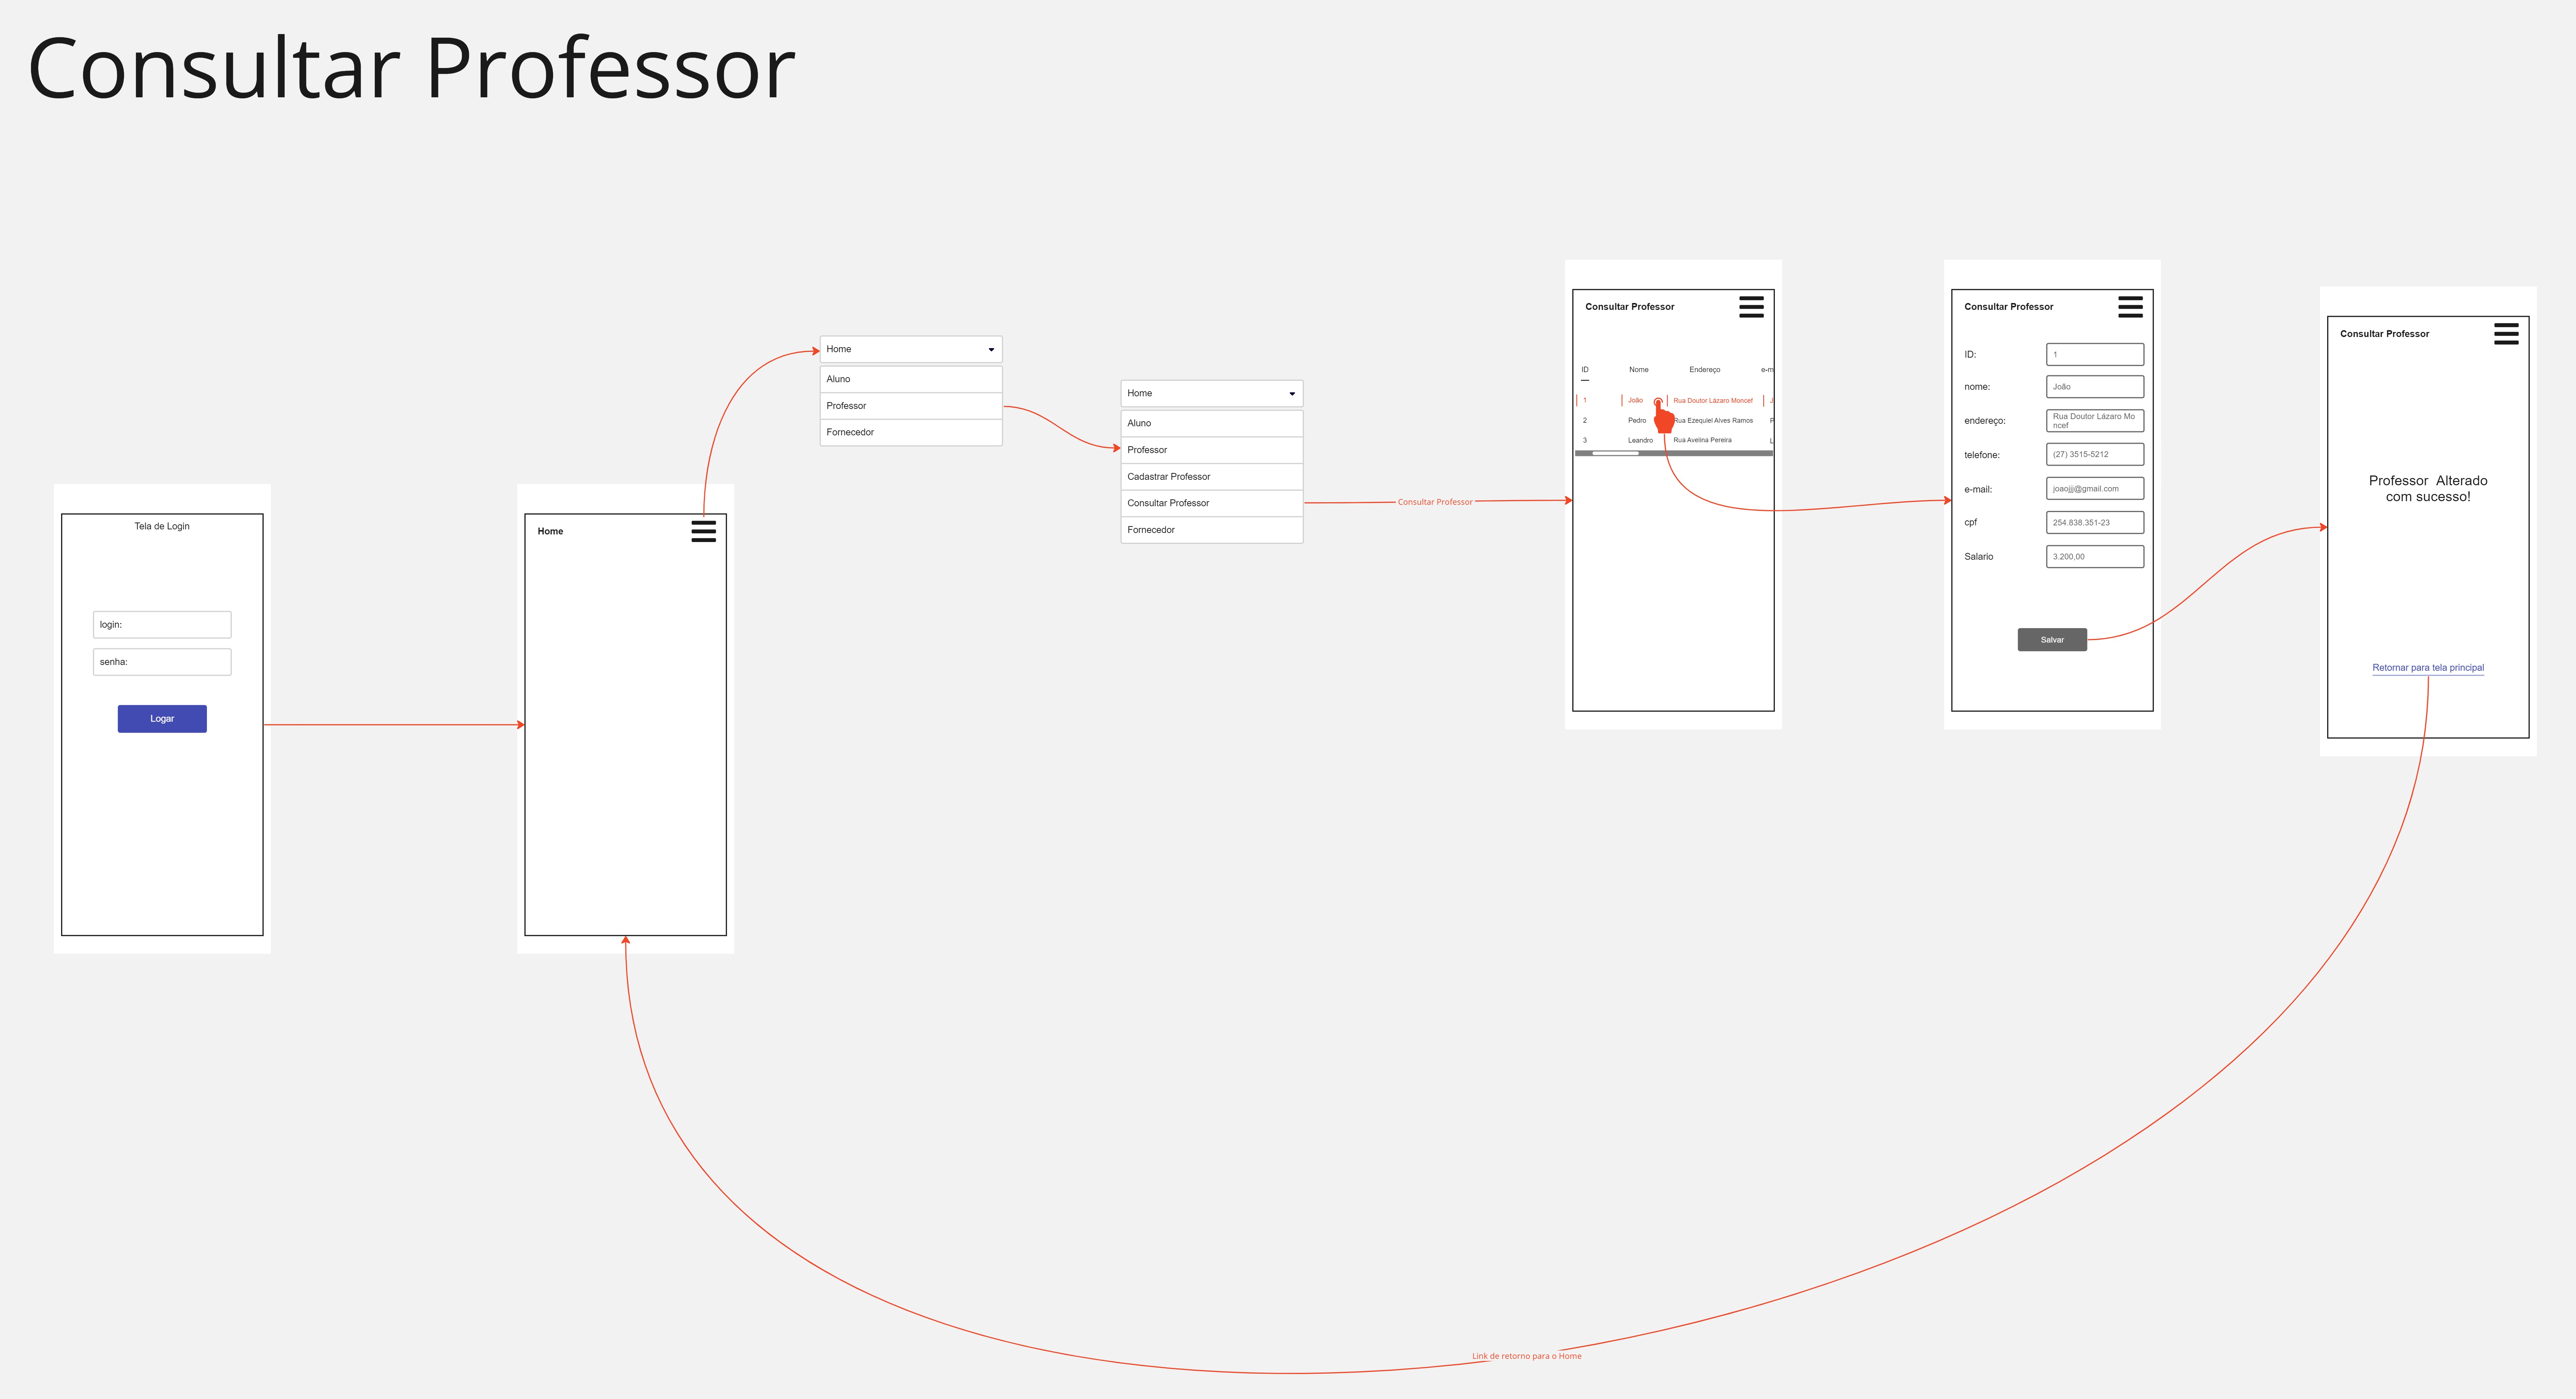 Consultar Professor
Tela de Login
login:
senha:
Logar
Home
Home
Aluno
Professor
Fornecedor
Home
Aluno
Professor
Cadastrar Professor
Consultar Professor
Fornecedor
Consultar Professor
Consultar Professor
ID Nome Endereço e-m
1 João Rua Doutor Lázaro Moncef J
2 Pedro Rua Ezequiel Alves Ramos P
3 Leandro Rua Avelina Pereira L
Consultar Professor
ID: 1
nome: João
endereço: Rua Doutor Lázaro Mo
ncef
telefone: (27) 3515-5212
e-mail: joaojjj@gmail.com
cpf 254.838.351-23
Salario 3.200,00
Salvar
Consultar Professor
Professor Alterado
com sucesso!
Retornar para tela principal
Link de retorno para o Home